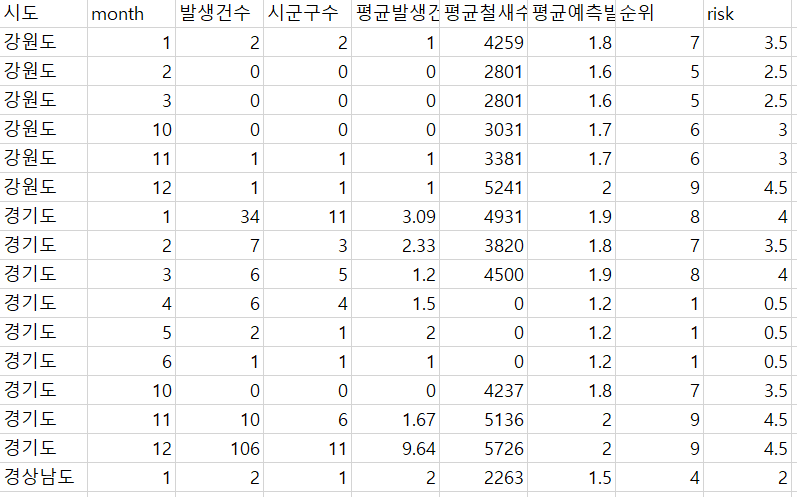 시도 month 발생건수 시군구수 평균발생건 평균철새수 평균예측발 순위 risk
강원도 1 2 2 1 4259 1.8 7 3.5
강원도 2 0 0 0 2801 1.6 5 2.5
강원도 3 0 0 0 2801 1.6 5 2.5
강원도 10 0 0 0 3031 1.7 6 3
강원도 11 1 1 1 3381 1.7 6 3
강원도 12 1 1 1 5241 2 9 4.5
경기도 1 34 11 3.09 4931 1.9 8 4
경기도 2 7 3 2.33 3820 1.8 7 3.5
경기도 3 6 5 1.2 4500 1.9 8 4
경기도 4 6 4 1.5 0 1.2 1 0.5
경기도 5 2 1 2 0 1.2 1 0.5
경기도 6 1 1 1 0 1.2 1 0.5
경기도 10 0 0 0 4237 1.8 7 3.5
경기도 11 10 6 1.67 5136 2 9 4.5
경기도 12 106 11 9.64 5726 2 9 4.5
경상남도 1 2 1 2 2263 1.5 4 2